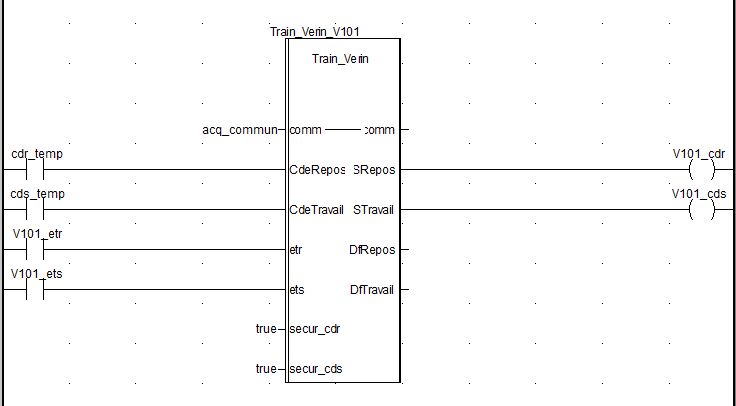 Train_Verin_V101
Train_Verin
acq_commun comm comm
cdr_temp V101_cdr
CdeRepos SRepos
cds_temp V101_cds
CdeTravail STravail
V101_etr
etr DfRepos
V101_ets
ets DfTravail
true secur_cdr
true secur_cds